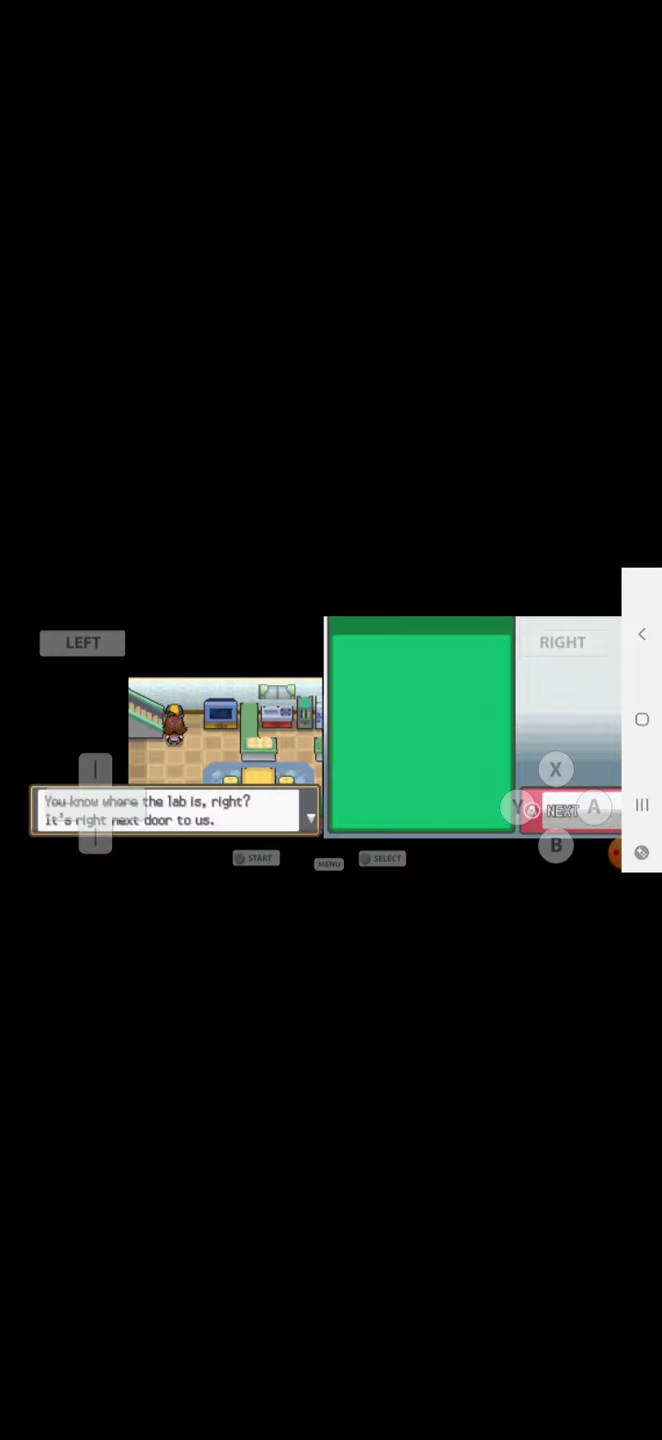 LEFT
RIGHT
X
Y
A
NEXT
A
B
You know where the lab is, right?
It's right next door to us.
START
MENU
SELECT